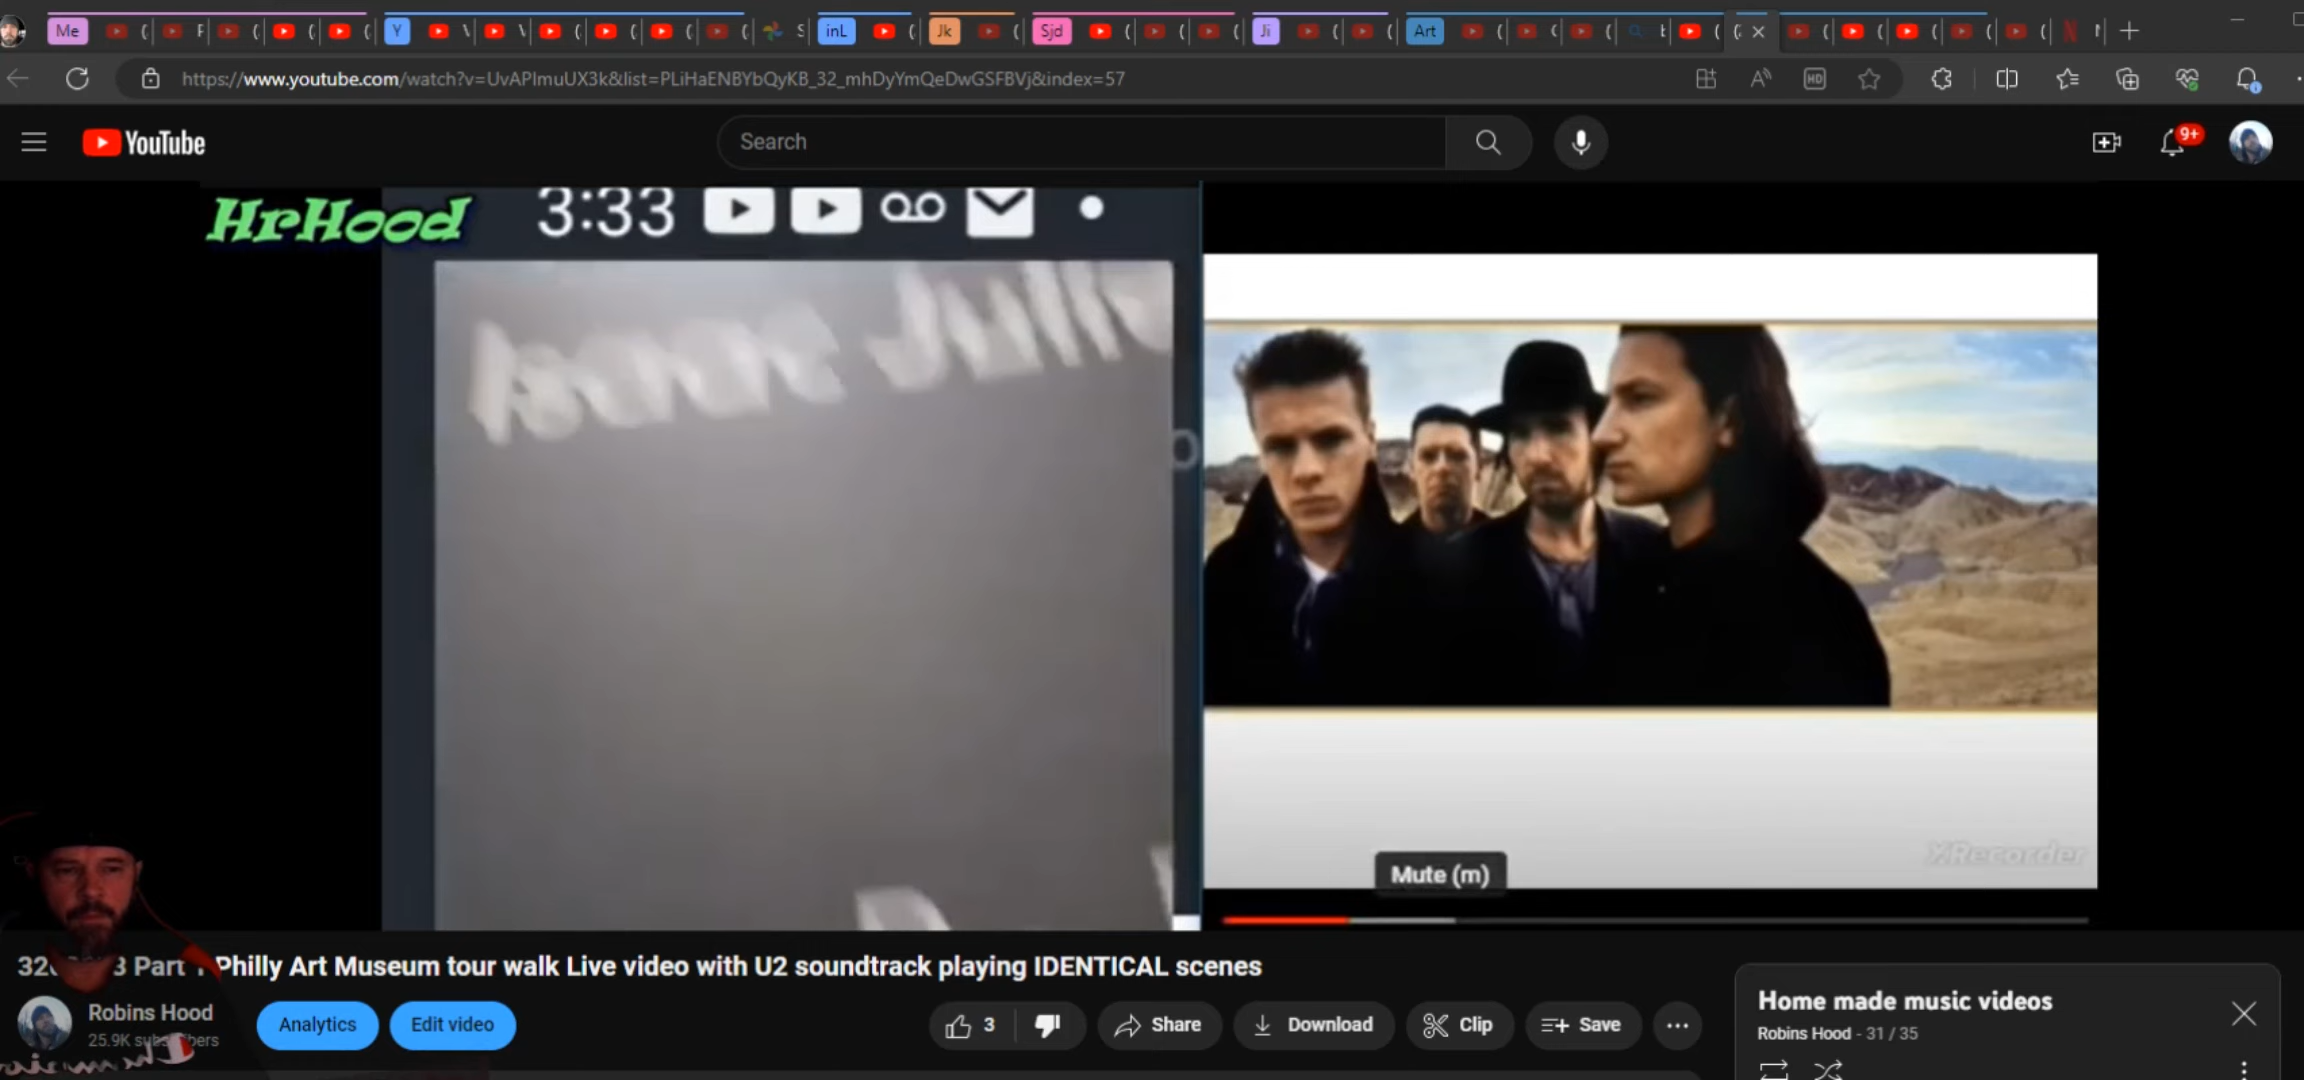 Me Y inL Jk Sjd Ji Art
https://www.youtube.com/watch?v=UvAPlmuUX3k&list=PLiHaENBYbQyKB_32_mhDyYmQeDwGSFBVj&index=57
YouTube
Search
9+
HrHood
3:33
Isaac Julie
XRecorder
Mute (m)
3 Part Philly Art Museum tour walk Live video with U2 soundtrack playing IDENTICAL scenes
Robins Hood
25.9K subscribers
Analytics
Edit video
3
Share
Download
Clip
Save
Home made music videos
Robins Hood - 31 / 35